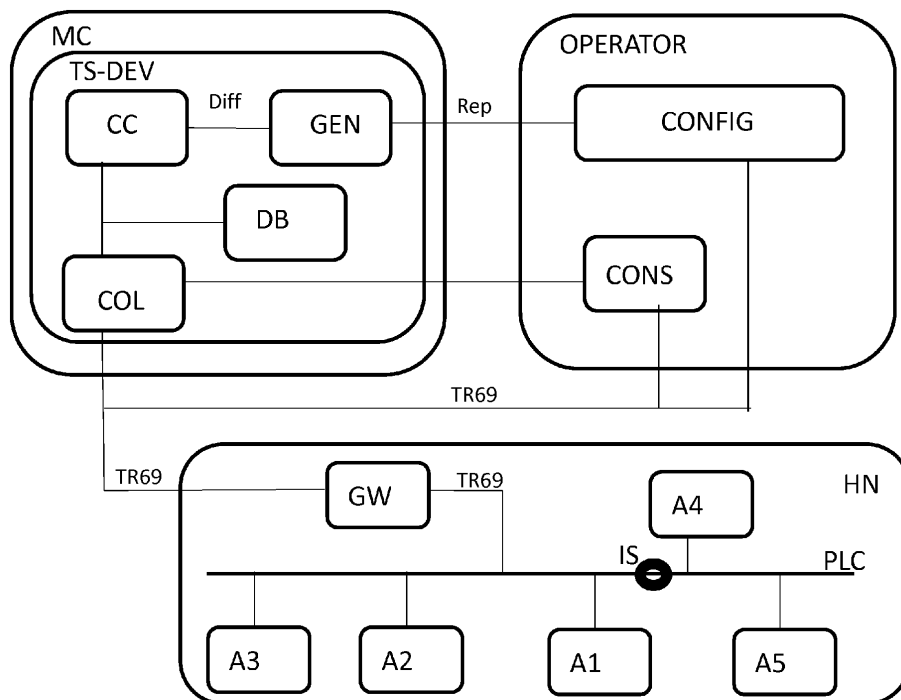 MC
OPERATOR
TS-DEV
CC
Diff
GEN
Rep
CONFIG
DB
COL
CONS
TR69
TR69
GW
TR69
HN
A4
IS
PLC
A3
A2
A1
A5